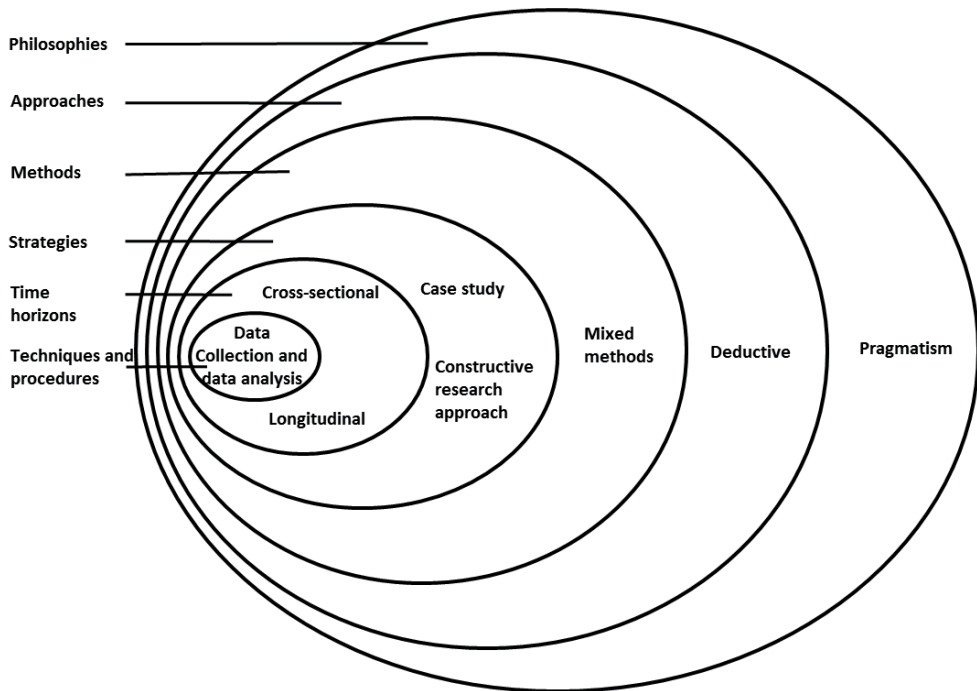 Philosophies
Approaches
Methods
Strategies
Time
horizons
Techniques and
procedures
Data
Collection and
data analysis
Cross-sectional
Longitudinal
Case study
Constructive
research
approach
Mixed
methods
Deductive
Pragmatism